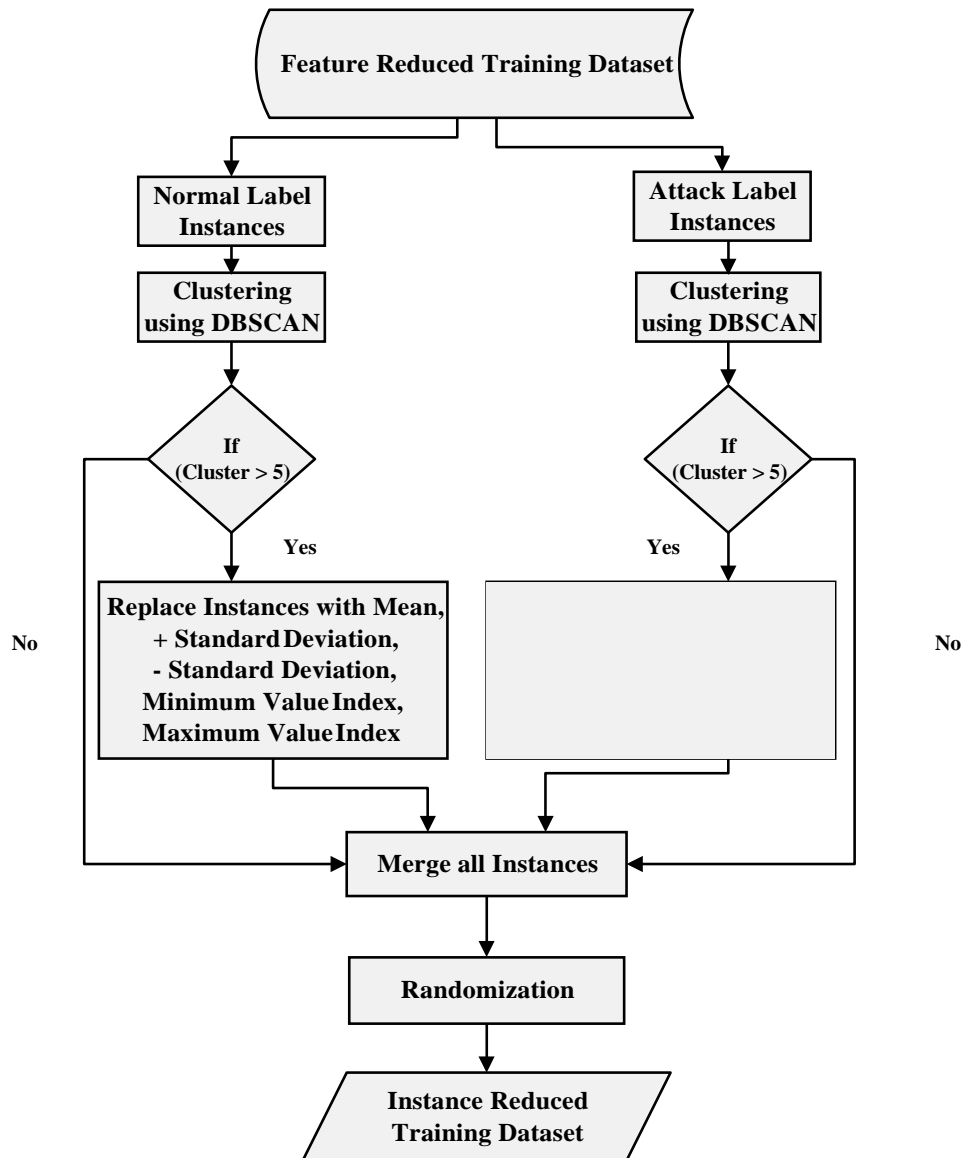 Feature Reduced Training Dataset
Normal Label
Instances
Attack Label
Instances
Clustering
using DBSCAN
Clustering
using DBSCAN
If
(Cluster > 5)
If
(Cluster > 5)
Yes
Yes
Replace Instances with Mean,
+ Standard Deviation,
- Standard Deviation,
Minimum Value Index,
Maximum Value Index
No
No
Merge all Instances
Randomization
Instance Reduced
Training Dataset